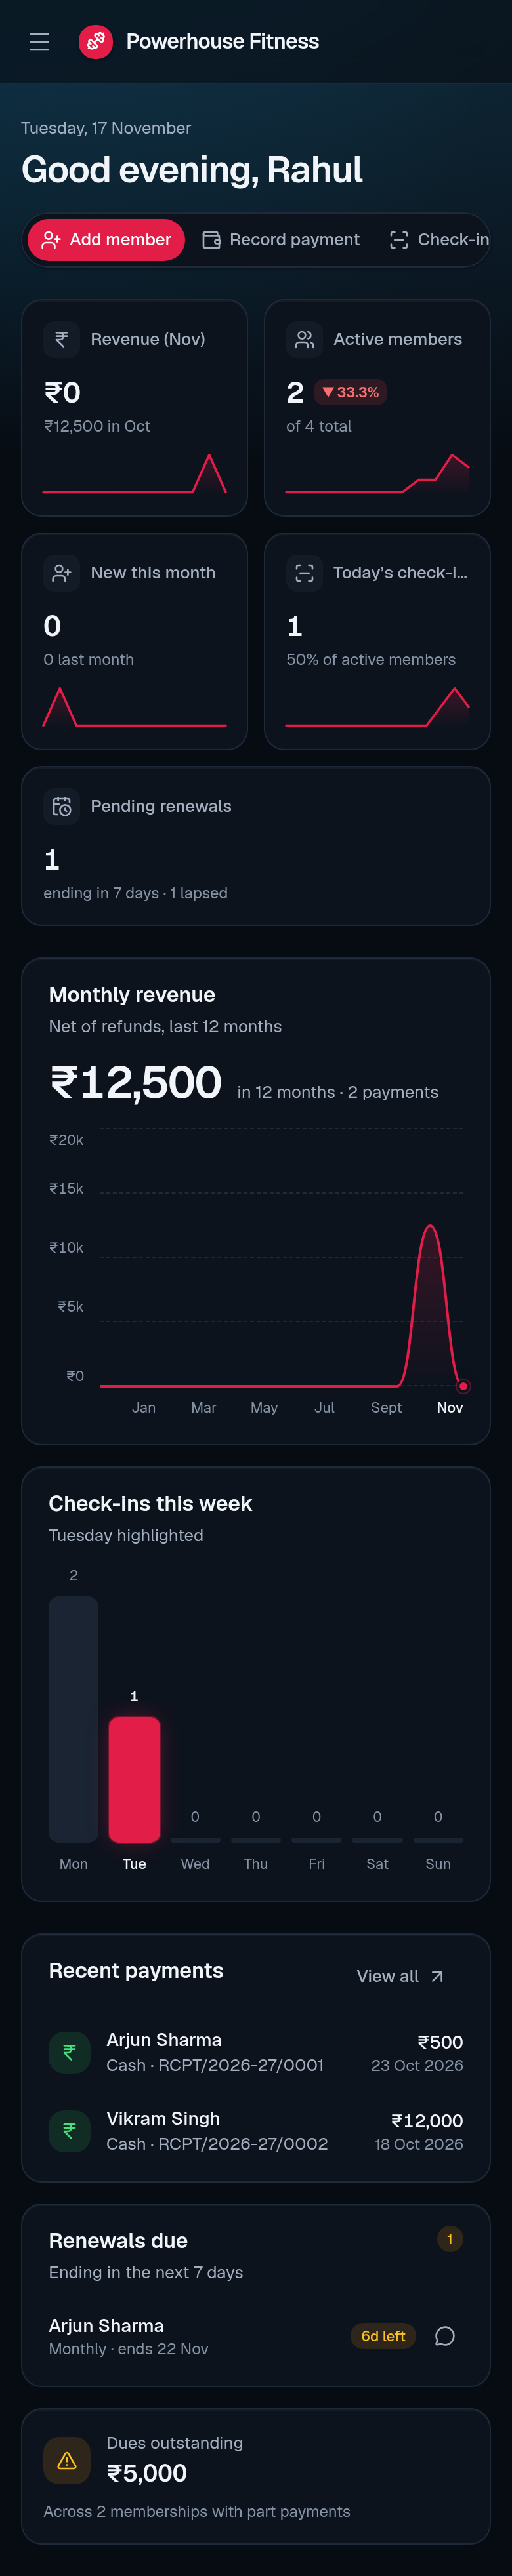 Powerhouse Fitness
Tuesday, 17 November
Good evening, Rahul
Add member
Record payment
Check-in
Revenue (Nov)
₹0
₹12,500 in Oct
Active members
2 ▼ 33.3%
of 4 total
New this month
0
0 last month
Today's check-i...
1
50% of active members
Pending renewals
1
ending in 7 days · 1 lapsed
Monthly revenue
Net of refunds, last 12 months
₹12,500 in 12 months · 2 payments
₹20k
₹15k
₹10k
₹5k
₹0
Jan Mar May Jul Sept Nov
Check-ins this week
Tuesday highlighted
2
1
0 0 0 0 0
Mon Tue Wed Thu Fri Sat Sun
Recent payments
View all
Arjun Sharma ₹500
Cash · RCPT/2026-27/0001 23 Oct 2026
Vikram Singh ₹12,000
Cash · RCPT/2026-27/0002 18 Oct 2026
Renewals due 1
Ending in the next 7 days
Arjun Sharma
Monthly · ends 22 Nov
6d left
Dues outstanding
₹5,000
Across 2 memberships with part payments